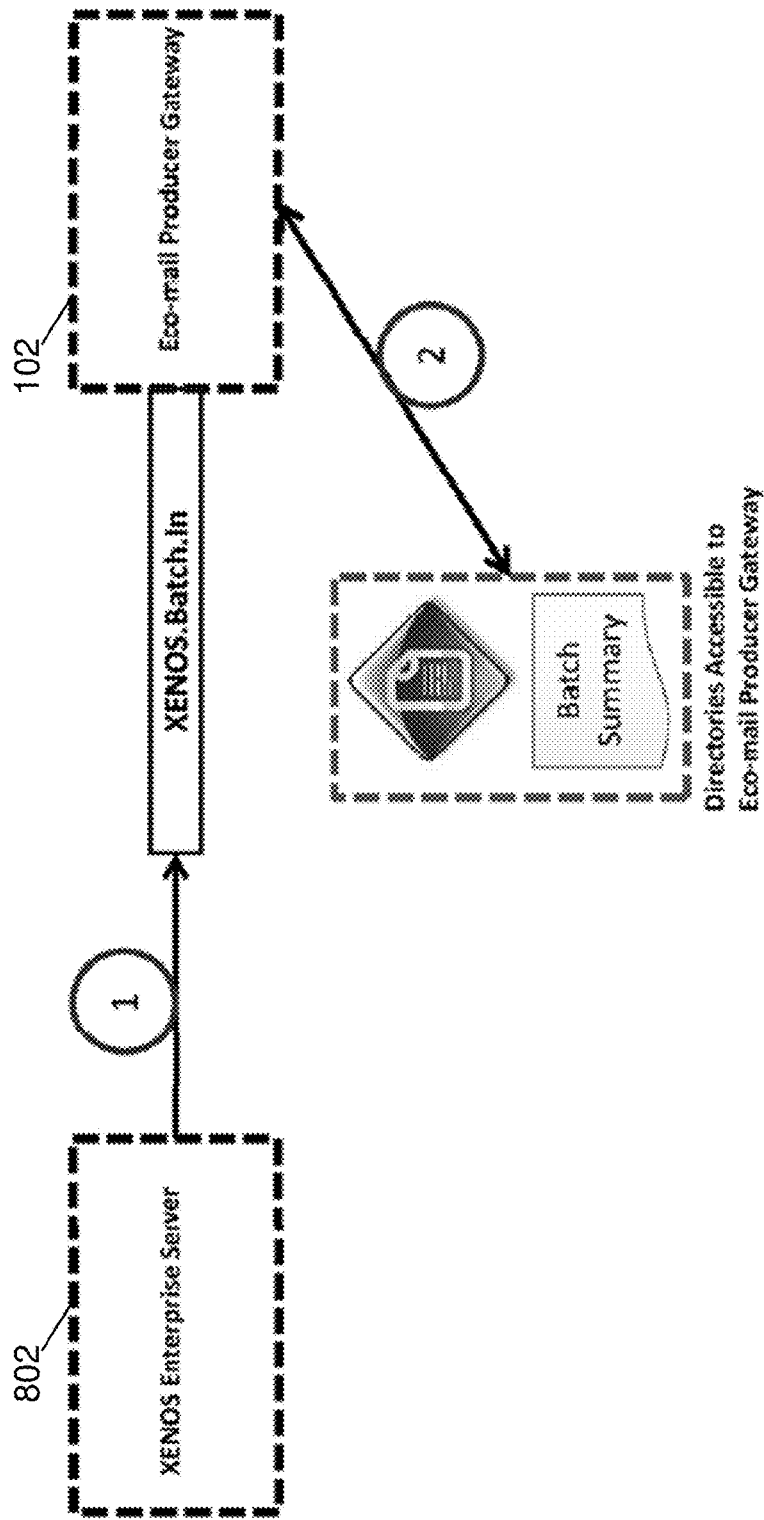 802
XENOS Enterprise Server
1
XENOS.Batch.In
102
Eco-mail Producer Gateway
2
Batch
Summary
Directories Accessible to
Eco-mail Producer Gateway